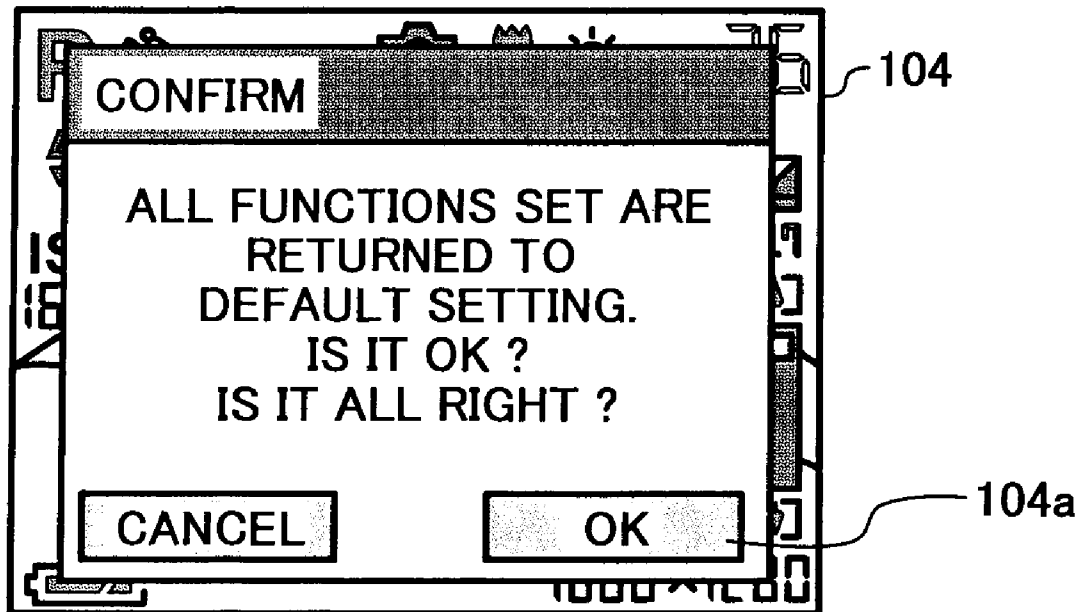 104
CONFIRM
ALL FUNCTIONS SET ARE
RETURNED TO
DEFAULT SETTING.
IS IT OK ?
IS IT ALL RIGHT ?
CANCEL
OK
104a